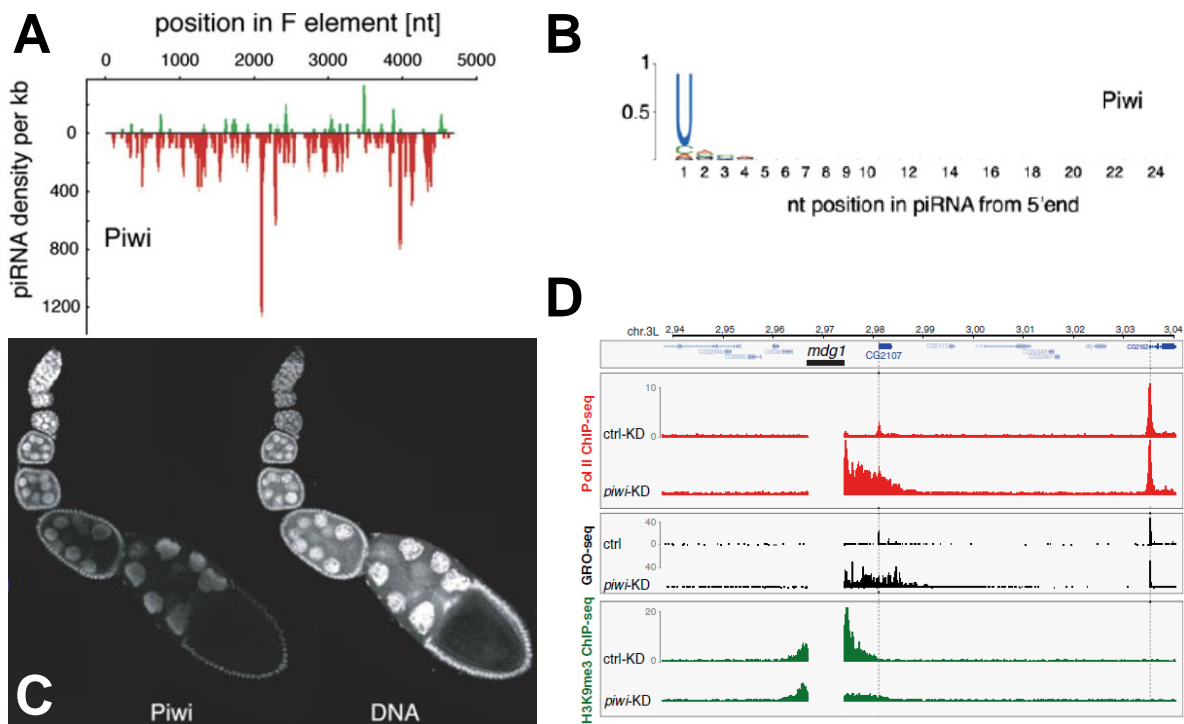 A
position in F element [nt]
0 1000 2000 3000 4000 5000
piRNA density per kb
0
400
800
1200
Piwi
B
1
0.5
U
Piwi
1 2 3 4 5 6 7 8 9 10 12 14 16 18 20 22 24
nt position in piRNA from 5'end
C
Piwi
DNA
D
chr.3L 2,94 2,95 2,96 2,97 2,98 2,99 3,00 3,01 3,02 3,03 3,04
mdg1
CG2107
CG2162
Pol II ChIP-seq
10
ctrl-KD
0
piwi-KD
GRO-seq
40
ctrl
0
40
piwi-KD
H3K9me3 ChIP-seq
20
ctrl-KD
0
piwi-KD